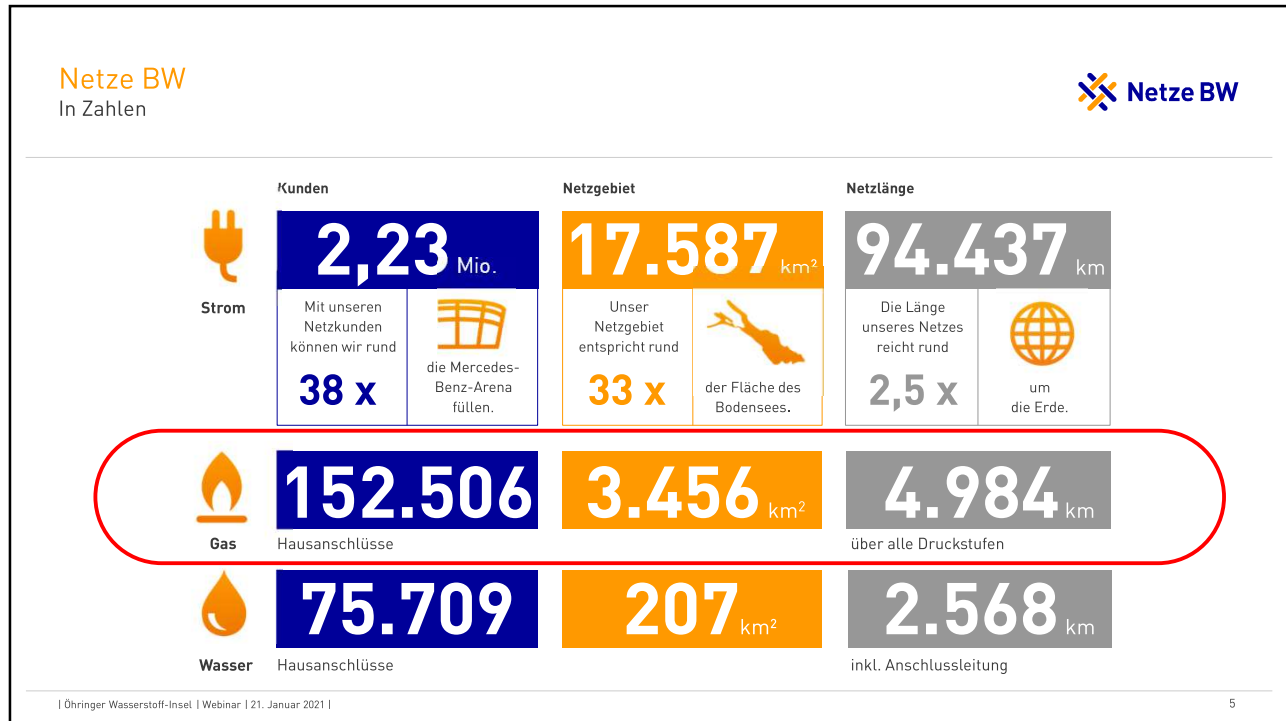 Netze BW
In Zahlen
Netze BW
Kunden
Netzgebiet
Netzlänge
Strom
2,23 Mio.
17.587 km²
94.437 km
Mit unseren
Netzkunden
können wir rund
38 x
die Mercedes-
Benz-Arena
füllen.
Unser
Netzgebiet
entspricht rund
33 x
der Fläche des
Bodensees.
Die Länge
unseres Netzes
reicht rund
2,5 x
um
die Erde.
Gas
152.506
Hausanschlüsse
3.456 km²
4.984 km
über alle Druckstufen
Wasser
75.709
Hausanschlüsse
207 km²
2.568 km
inkl. Anschlussleitung
| Öhringer Wasserstoff-Insel | Webinar | 21. Januar 2021 |
5